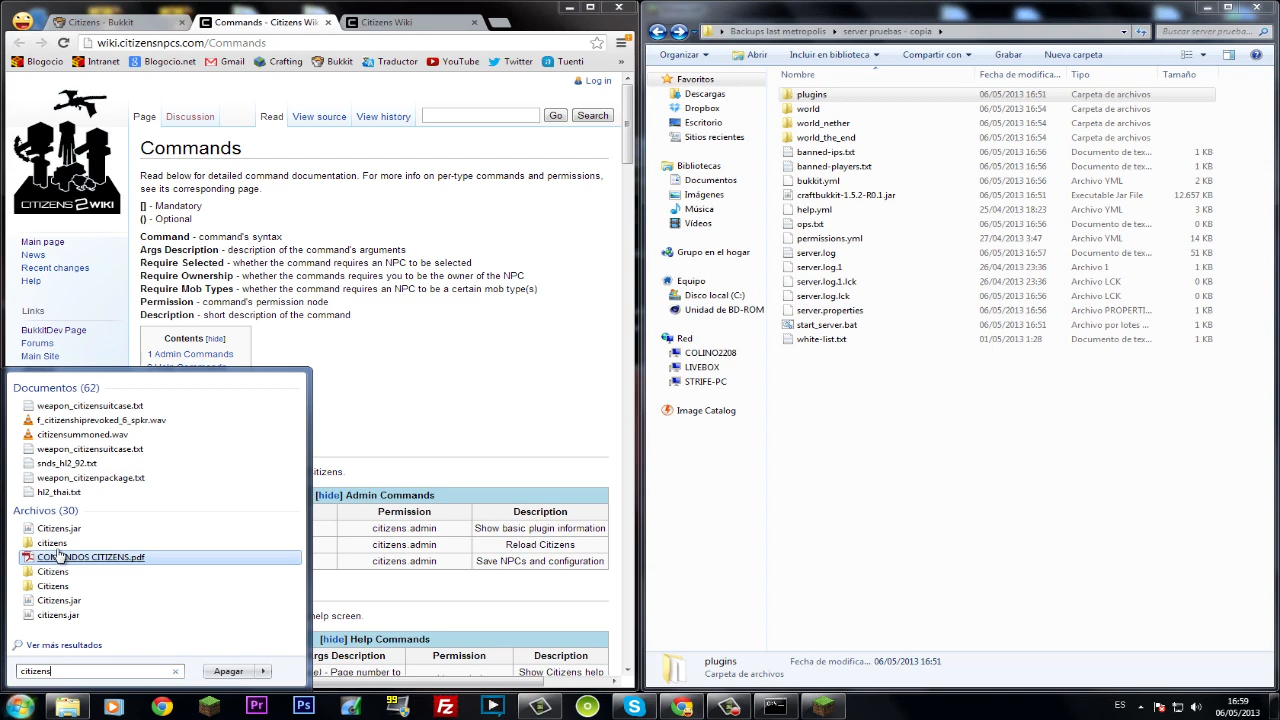 Citizens - Bukkit
Commands - Citizens Wik
Citizens Wiki
wiki.citizensnpcs.com/Commands
Blogocio
Intranet
Blogocio.net
Gmail
Crafting
Bukkit
Traductor
YouTube
Twitter
Tuenti
»
Log in
Page
Discussion
Read
View source
View history
Go
Search
CITIZENS 2 WIKI
Main page
News
Recent changes
Help
Links
BukkitDev Page
Forums
Main Site
Commands
Read below for detailed command documentation. For more info on per-type commands and permissions,
see its corresponding page.
[] - Mandatory
() - Optional
Command - command's syntax
Args Description - description of the command's arguments
Require Selected - whether the command requires an NPC to be selected
Require Ownership - whether the commands requires you to be the owner of the NPC
Require Mob Types - whether the command requires an NPC to be a certain mob type(s)
Permission - command's permission node
Description - short description of the command
Contents [hide]
1 Admin Commands
itizens.
[hide] Admin Commands
Permission Description
citizens.admin Show basic plugin information
citizens.admin Reload Citizens
citizens.admin Save NPCs and configuration
help screen.
[hide] Help Commands
rgs Description Permission Description
- Page number to
Show Citizens help
Documentos (62)
weapon_citizensuitcase.txt
f_citizenshiprevoked_6_spkr.wav
citizensummoned.wav
weapon_citizensuitcase.txt
snds_hl2_92.txt
weapon_citizenpackage.txt
hl2_thai.txt
Archivos (30)
Citizens.jar
citizens
COMANDOS CITIZENS.pdf
Citizens
Citizens
Citizens.jar
citizens.jar
Ver más resultados
citizens
Apagar
Backups last metropolis
server pruebas - copia
Buscar server pruebas
Organizar
Abrir
Incluir en biblioteca
Compartir con
Grabar
Nueva carpeta
Favoritos
Descargas
Dropbox
Escritorio
Sitios recientes
Bibliotecas
Documentos
Imágenes
Música
Vídeos
Grupo en el hogar
Equipo
Disco local (C:)
Unidad de BD-ROM
Red
COLINO2208
LIVEBOX
STRIFE-PC
Image Catalog
Nombre Fecha de modifica... Tipo Tamaño
plugins 06/05/2013 16:51 Carpeta de archivos
world 06/05/2013 16:54 Carpeta de archivos
world_nether 06/05/2013 16:54 Carpeta de archivos
world_the_end 06/05/2013 16:54 Carpeta de archivos
banned-ips.txt 06/05/2013 16:56 Documento de tex... 1 KB
banned-players.txt 06/05/2013 16:56 Documento de tex... 1 KB
bukkit.yml 06/05/2013 16:56 Archivo YML 2 KB
craftbukkit-1.5.2-R0.1.jar 06/05/2013 16:51 Executable Jar File 12.657 KB
help.yml 25/04/2013 18:23 Archivo YML 3 KB
ops.txt 06/05/2013 16:56 Documento de tex... 0 KB
permissions.yml 27/04/2013 3:47 Archivo YML 14 KB
server.log 06/05/2013 16:57 Documento de tex... 51 KB
server.log.1 26/04/2013 23:36 Archivo 1 0 KB
server.log.1.lck 26/04/2013 23:36 Archivo LCK 0 KB
server.log.lck 06/05/2013 16:56 Archivo LCK 0 KB
server.properties 06/05/2013 16:56 Archivo PROPERTI... 1 KB
start_server.bat 06/05/2013 16:51 Archivo por lotes ... 1 KB
white-list.txt 01/05/2013 1:28 Documento de tex... 1 KB
plugins Fecha de modifica... 06/05/2013 16:51
Carpeta de archivos
Pr
Ps
99
Fz
ES
16:59
06/05/2013